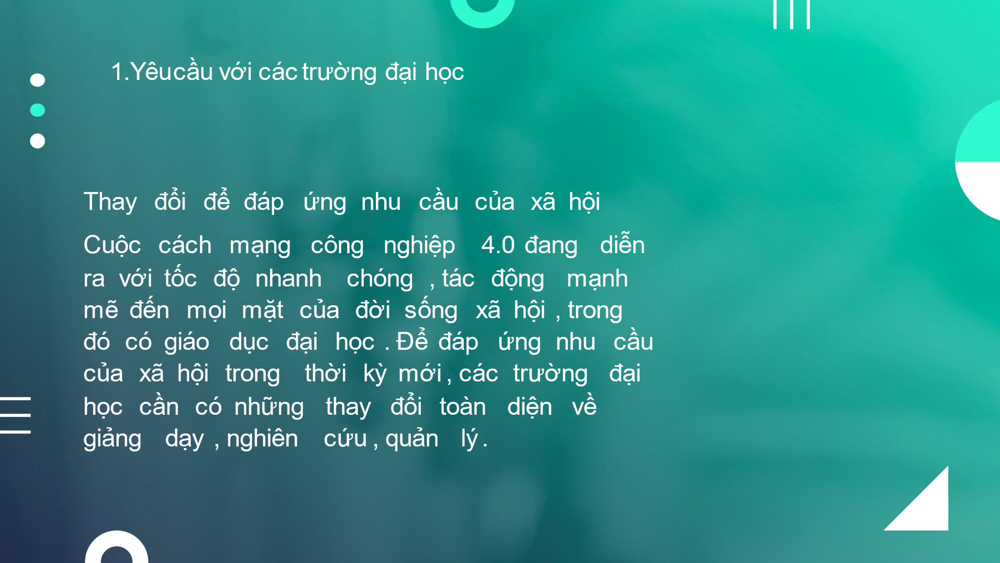 1.Yêu cầu với các trường đại học
Thay đổi để đáp ứng nhu cầu của xã hội
Cuộc cách mạng công nghiệp 4.0 đang diễn
ra với tốc độ nhanh chóng , tác động mạnh
mẽ đến mọi mặt của đời sống xã hội , trong
đó có giáo dục đại học . Để đáp ứng nhu cầu
của xã hội trong thời kỳ mới , các trường đại
học cần có những thay đổi toàn diện về
giảng dạy , nghiên cứu , quản lý .